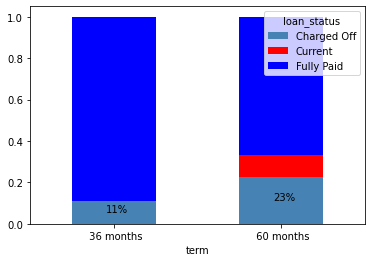 1.0
0.8
0.6
0.4
0.2
0.0
loan_status
Charged Off
Current
Fully Paid
11%
23%
36 months
60 months
term